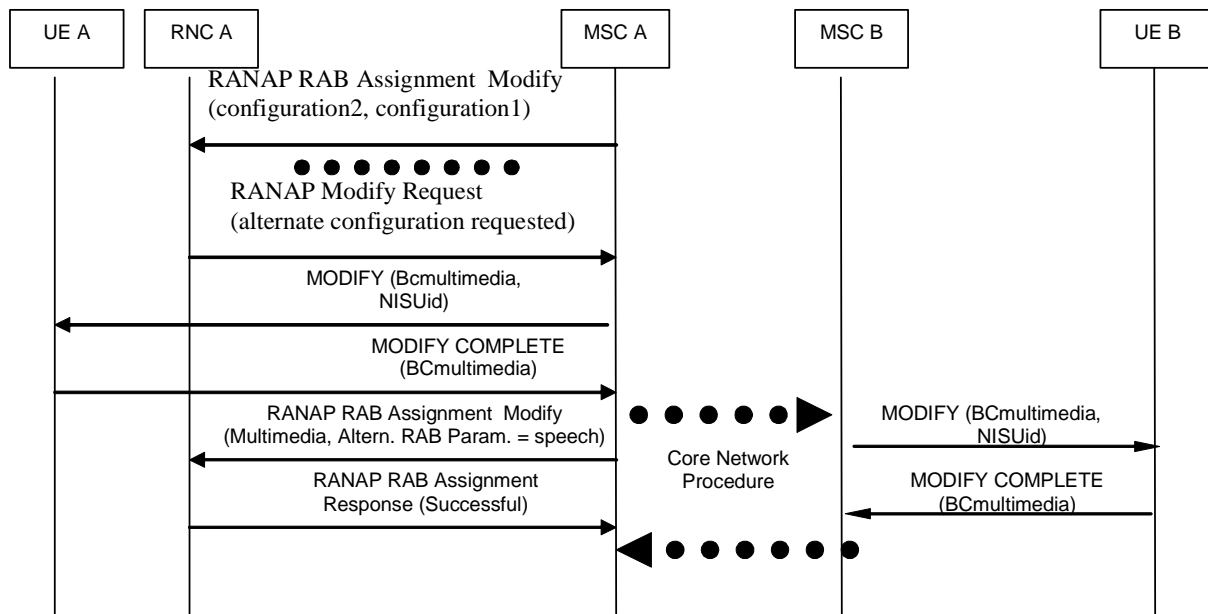 UE A
RNC A
MSC A
MSC B
UE B
RANAP RAB Assignment  Modify
(configuration2, configuration1)
RANAP Modify Request
(alternate configuration requested)
MODIFY (Bcmultimedia,
NISUid)
MODIFY COMPLETE
(BCmultimedia)
RANAP RAB Assignment  Modify
(Multimedia, Altern. RAB Param. = speech)
RANAP RAB Assignment
Response (Successful)
Core Network
Procedure
MODIFY (BCmultimedia,
NISUid)
MODIFY COMPLETE
(BCmultimedia)